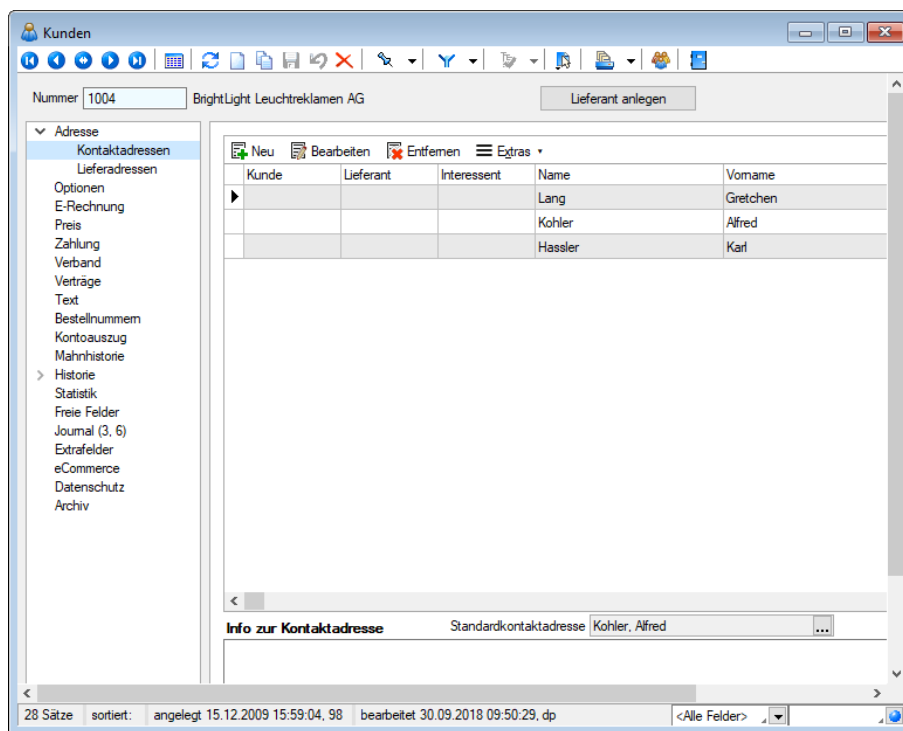 Kunden
Nummer 1004 BrightLight Leuchtreklamen AG Lieferant anlegen
Adresse
Kontaktadressen
Lieferadressen
Optionen
E-Rechnung
Preis
Zahlung
Verband
Verträge
Text
Bestellnummern
Kontoauszug
Mahnhistorie
Historie
Statistik
Freie Felder
Journal (3, 6)
Extrafelder
eCommerce
Datenschutz
Archiv
Neu Bearbeiten Entfernen Extras
Kunde Lieferant Interessent Name Vorname
Lang Gretchen
Kohler Alfred
Hassler Karl
Info zur Kontaktadresse Standardkontaktadresse Kohler, Alfred ...
28 Sätze sortiert: angelegt 15.12.2009 15:59:04, 98 bearbeitet 30.09.2018 09:50:29, dp <Alle Felder>